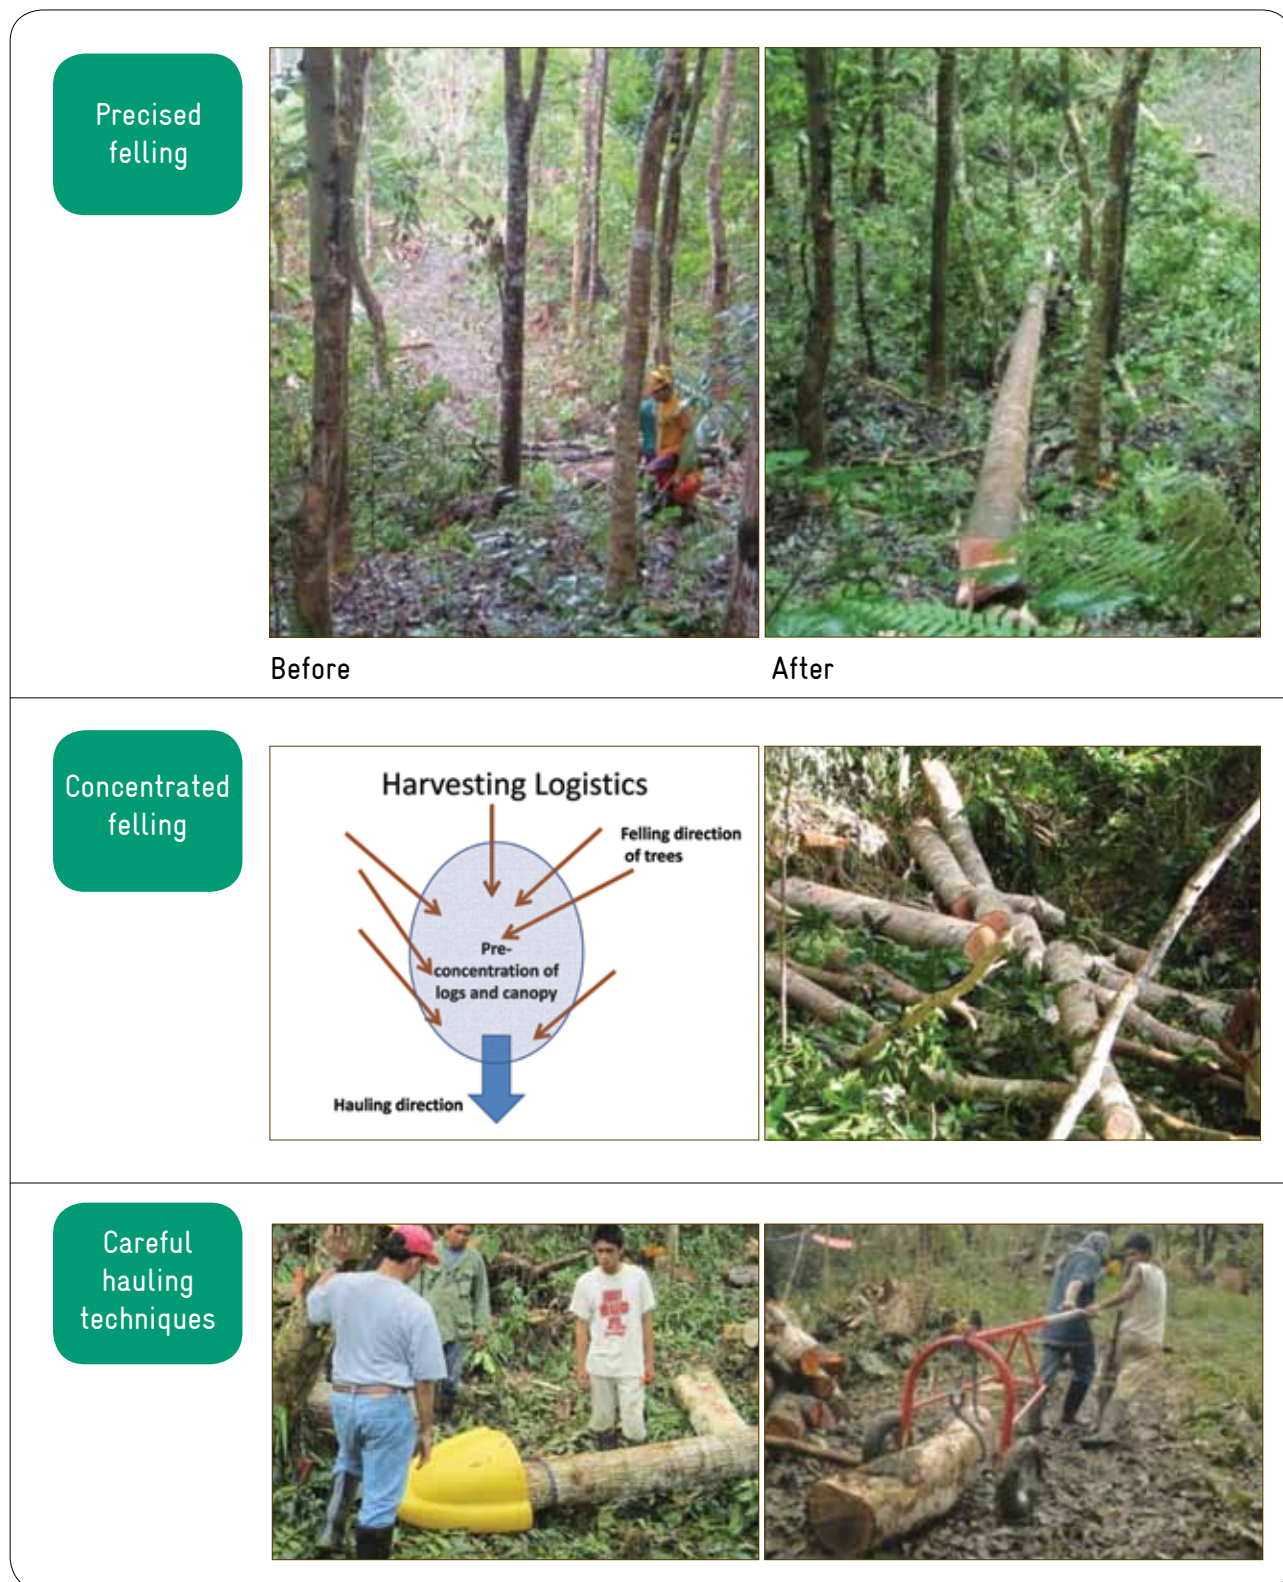 Precised
felling
Before
After
Concentrated
felling
Harvesting Logistics
Felling direction
of trees
Pre-
concentration of
logs and canopy
Hauling direction
Careful
hauling
techniques